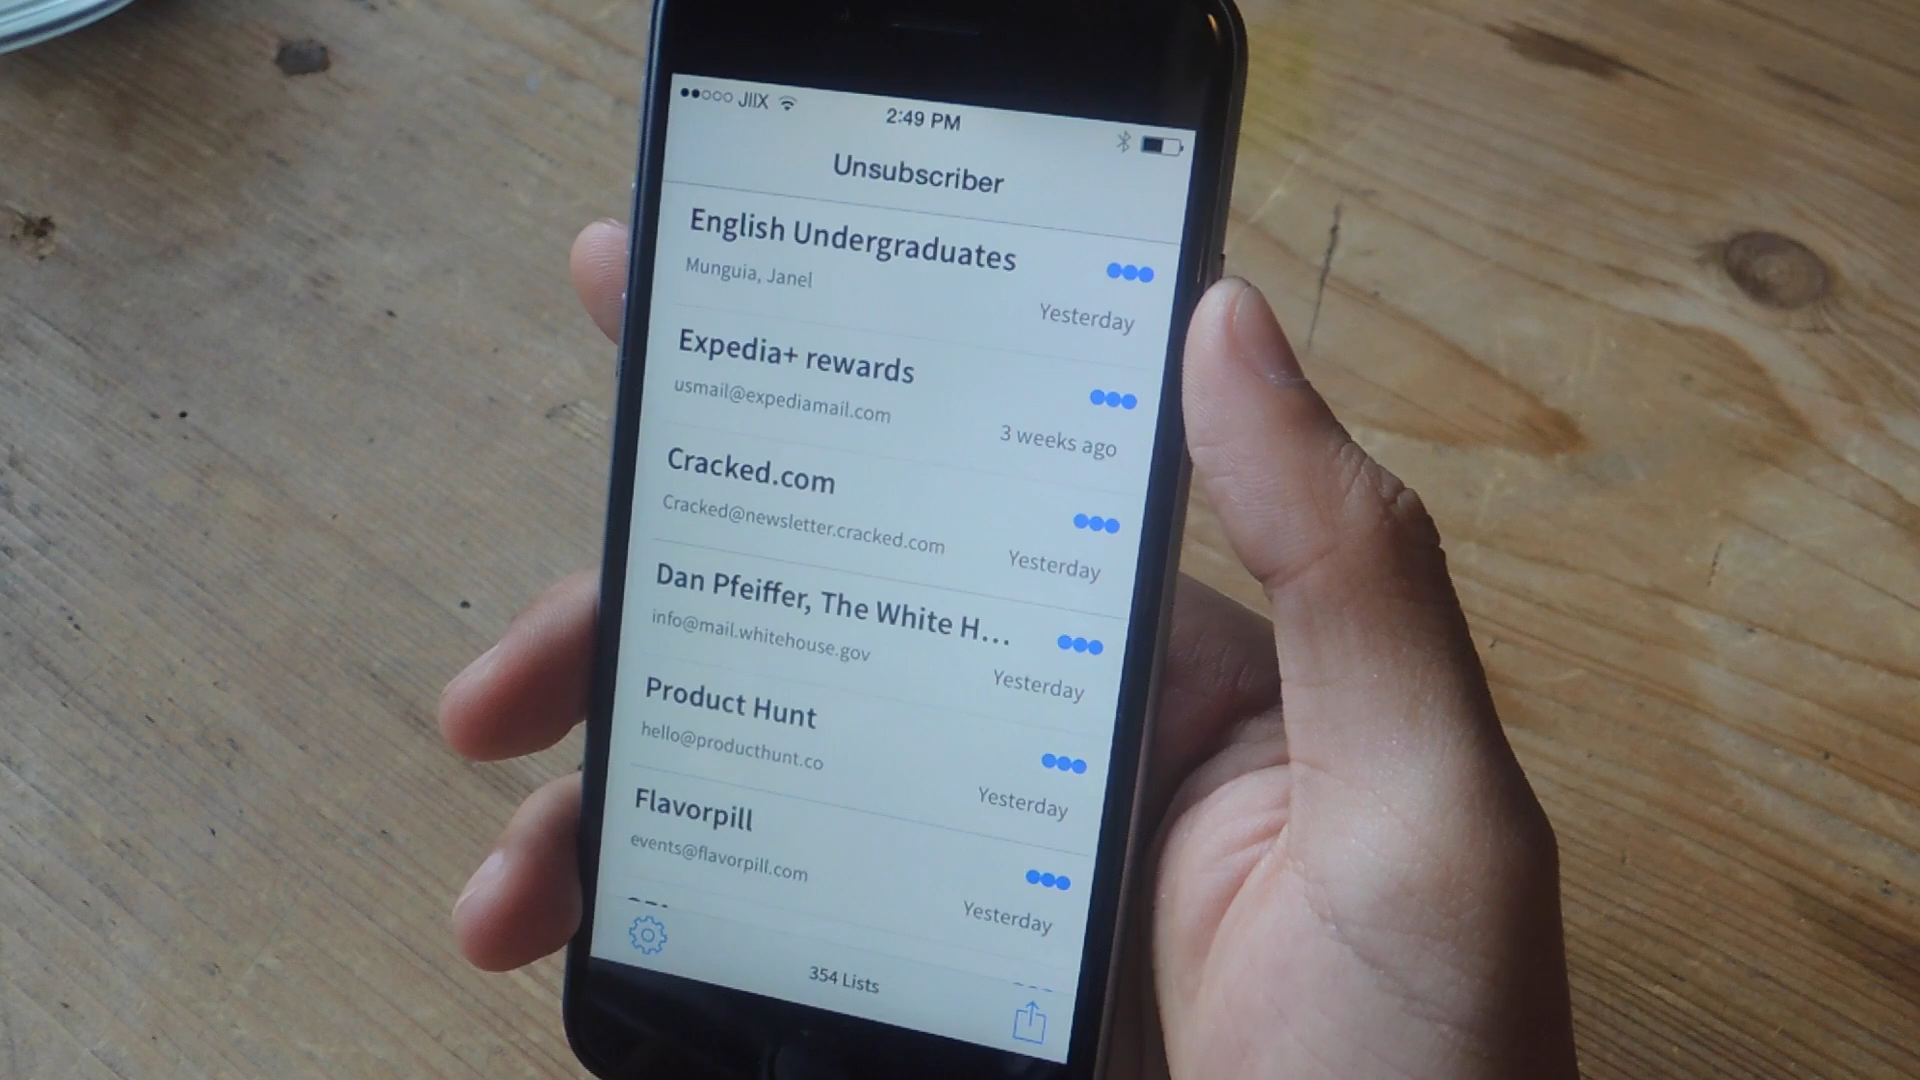 JIIX
2:49 PM
Unsubscriber
English Undergraduates
Munguia, Janel
Yesterday
Expedia+ rewards
usmail@expediamail.com
3 weeks ago
Cracked.com
Cracked@newsletter.cracked.com
Yesterday
Dan Pfeiffer, The White H...
info@mail.whitehouse.gov
Yesterday
Product Hunt
hello@producthunt.co
Yesterday
Flavorpill
events@flavorpill.com
Yesterday
354 Lists